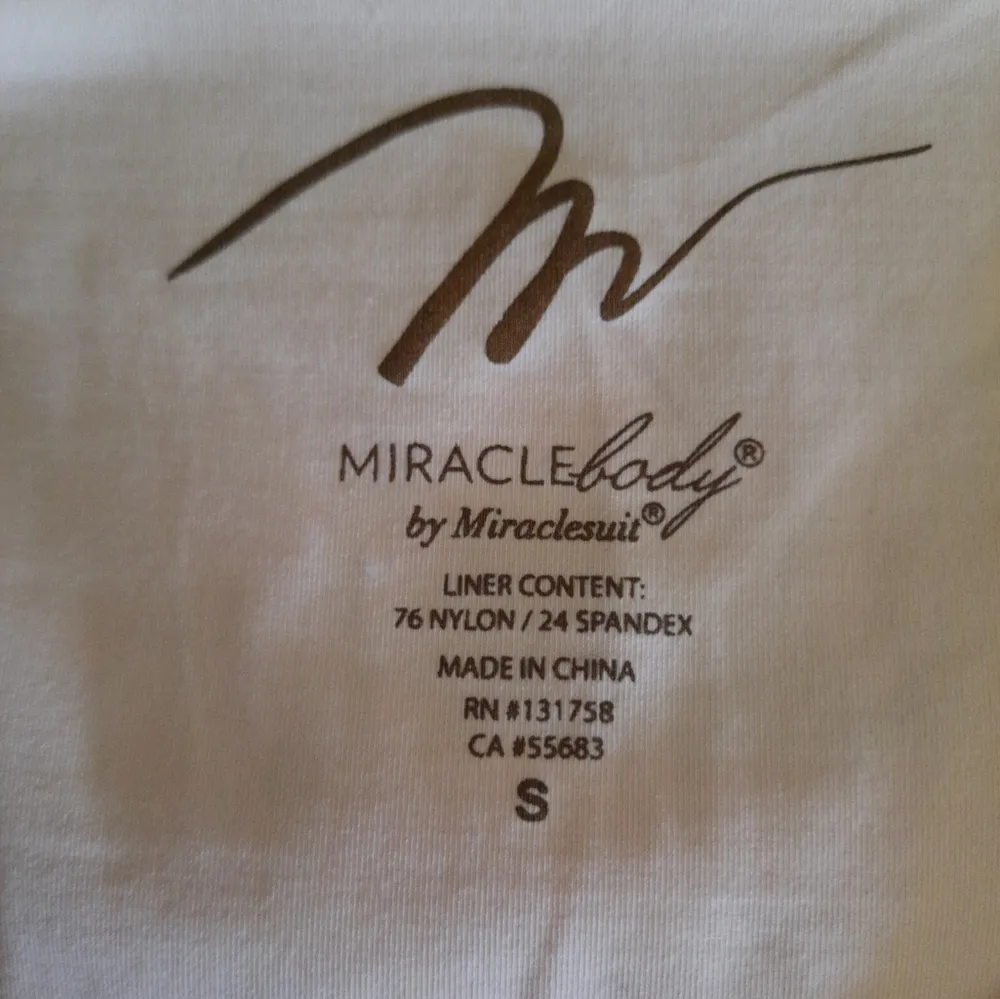 MIRACLEbody®
by Miraclesuit®
LINER CONTENT:
76 NYLON / 24 SPANDEX
MADE IN CHINA
RN #131758
CA #55683
S